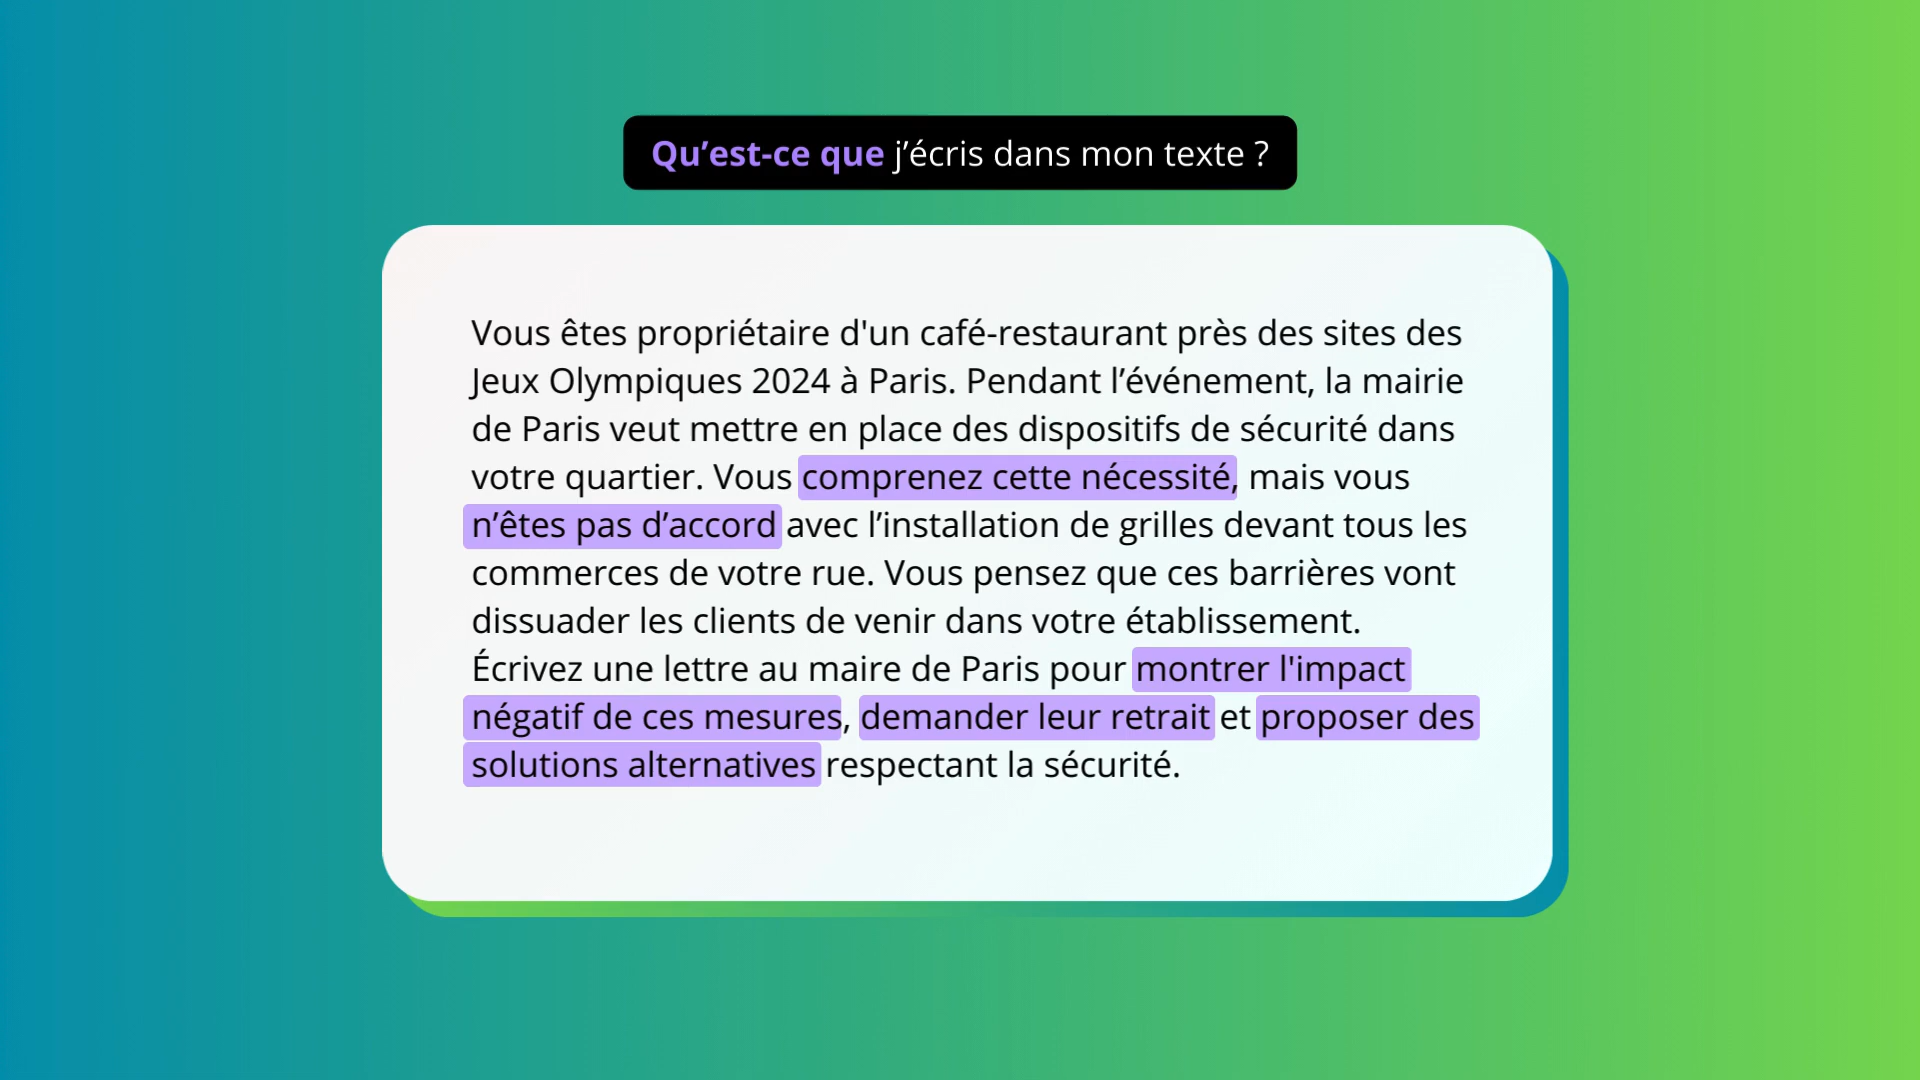 Qu’est-ce que j’écris dans mon texte ?
Vous êtes propriétaire d'un café-restaurant près des sites des
Jeux Olympiques 2024 à Paris. Pendant l’événement, la mairie
de Paris veut mettre en place des dispositifs de sécurité dans
votre quartier. Vous comprenez cette nécessité, mais vous
n’êtes pas d’accord avec l’installation de grilles devant tous les
commerces de votre rue. Vous pensez que ces barrières vont
dissuader les clients de venir dans votre établissement.
Écrivez une lettre au maire de Paris pour montrer l'impact
négatif de ces mesures, demander leur retrait et proposer des
solutions alternatives respectant la sécurité.